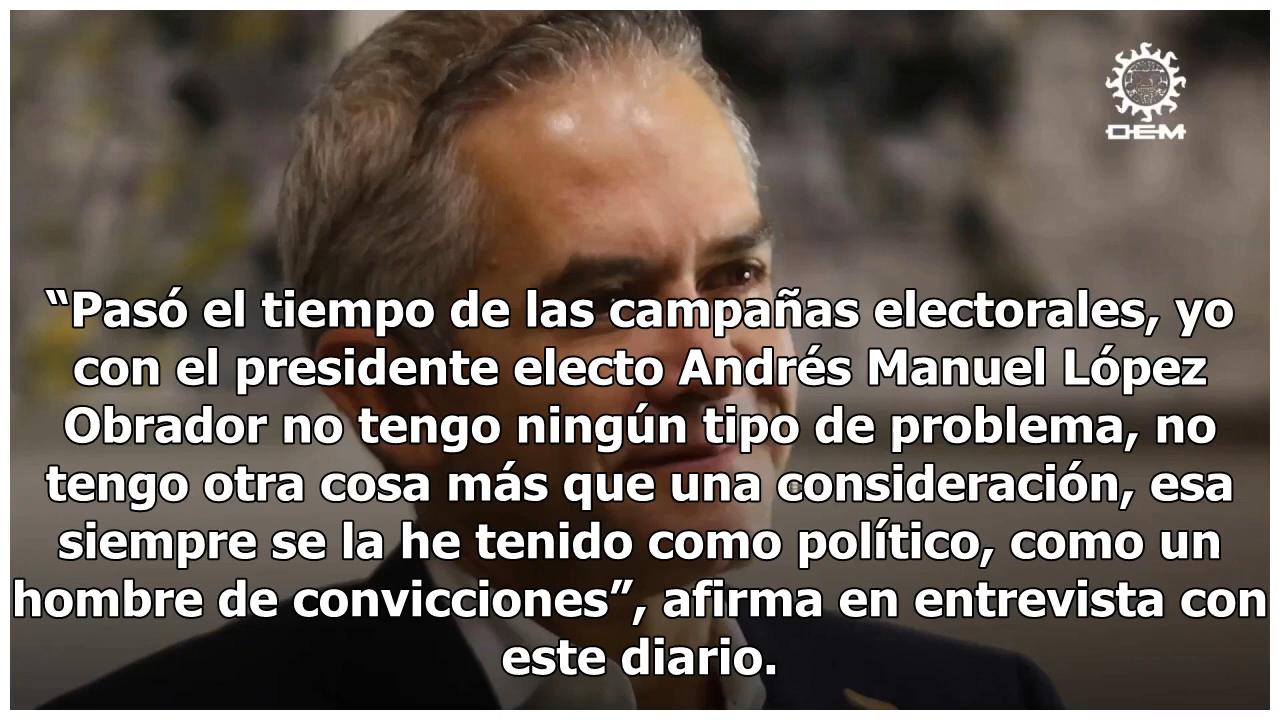 OEM
“Pasó el tiempo de las campañas electorales, yo
con el presidente electo Andrés Manuel López
Obrador no tengo ningún tipo de problema, no
tengo otra cosa más que una consideración, esa
siempre se la he tenido como político, como un
hombre de convicciones”, afirma en entrevista con
este diario.